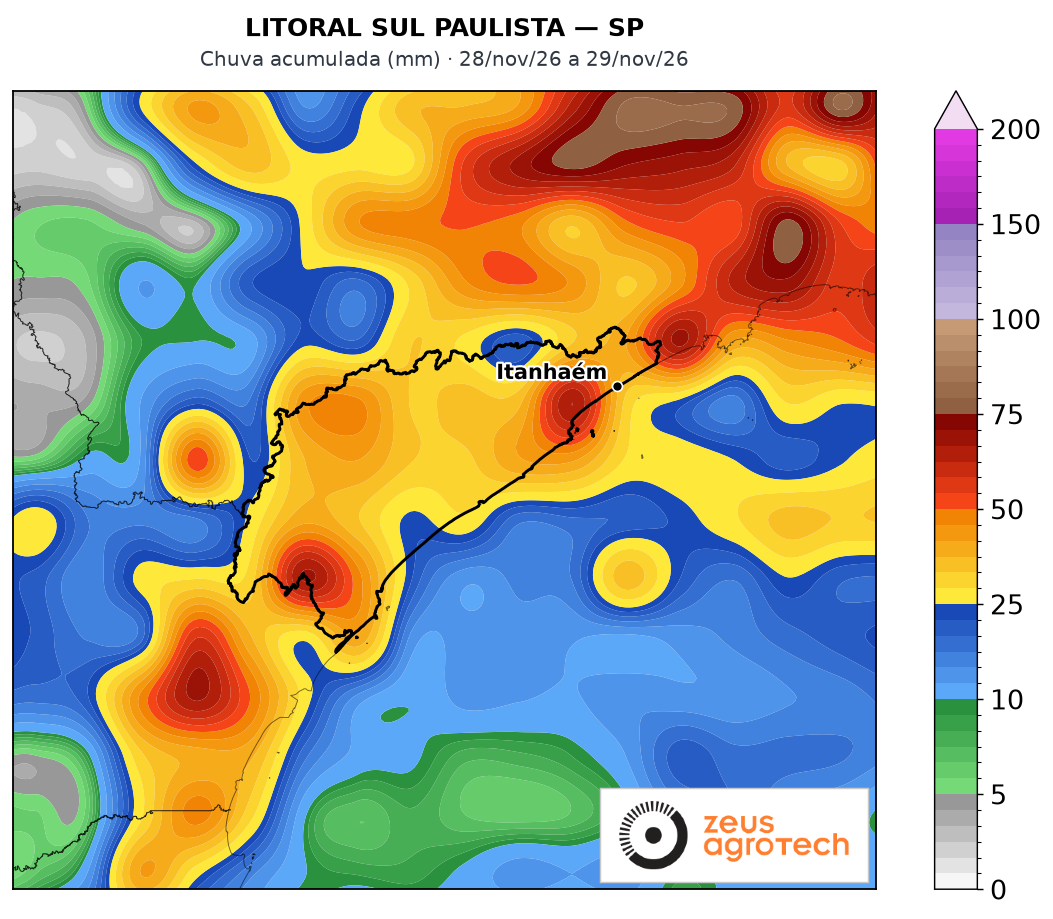 LITORAL SUL PAULISTA — SP
Chuva acumulada (mm) · 28/nov/26 a 29/nov/26
200
150
100
75
50
25
10
5
0
Itanhaém
zeus
agrotech